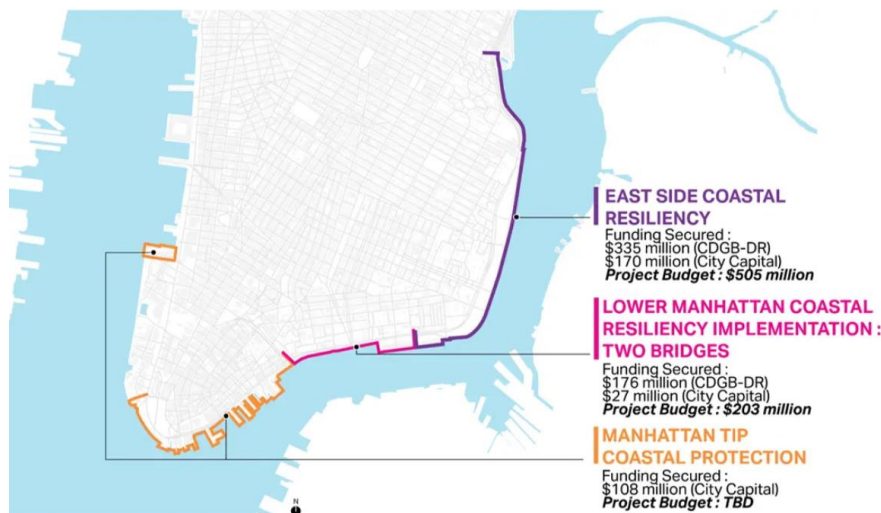 EAST SIDE COASTAL
RESILIENCY
Funding Secured :
$335 million (CDGB-DR)
$170 million (City Capital)
Project Budget : $505 million
LOWER MANHATTAN COASTAL
RESILIENCY IMPLEMENTATION :
TWO BRIDGES
Funding Secured :
$176 million (CDGB-DR)
$27 million (City Capital)
Project Budget : $203 million
MANHATTAN TIP
COASTAL PROTECTION
Funding Secured :
$108 million (City Capital)
Project Budget : TBD
N